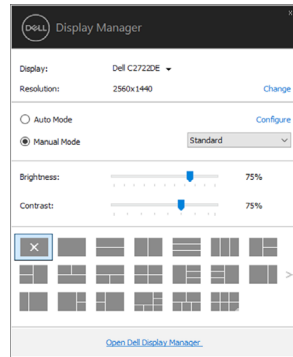 DELL Display Manager
Display: Dell C2722DE
Resolution: 2560x1440 Change
Auto Mode Configure
Manual Mode Standard
Brightness: 75%
Contrast: 75%
Open Dell Display Manager